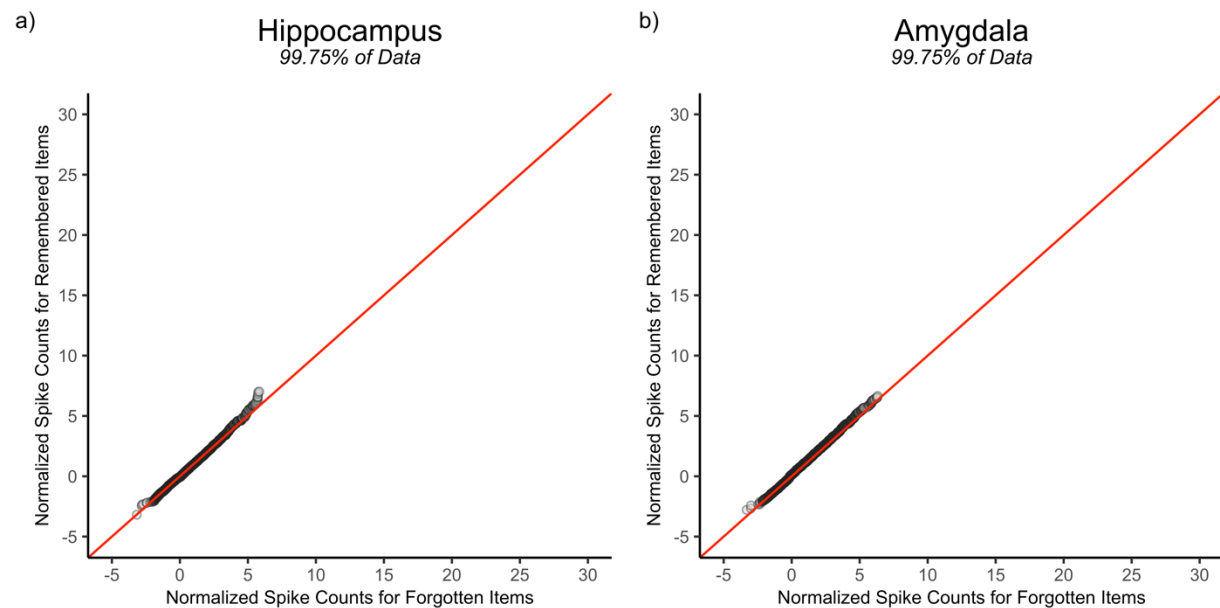 a)
Hippocampus
99.75% of Data
Normalized Spike Counts for Remembered Items
30
25
20
15
10
5
0
-5
-5 0 5 10 15 20 25 30
Normalized Spike Counts for Forgotten Items
b)
Amygdala
99.75% of Data
Normalized Spike Counts for Remembered Items
30
25
20
15
10
5
0
-5
-5 0 5 10 15 20 25 30
Normalized Spike Counts for Forgotten Items